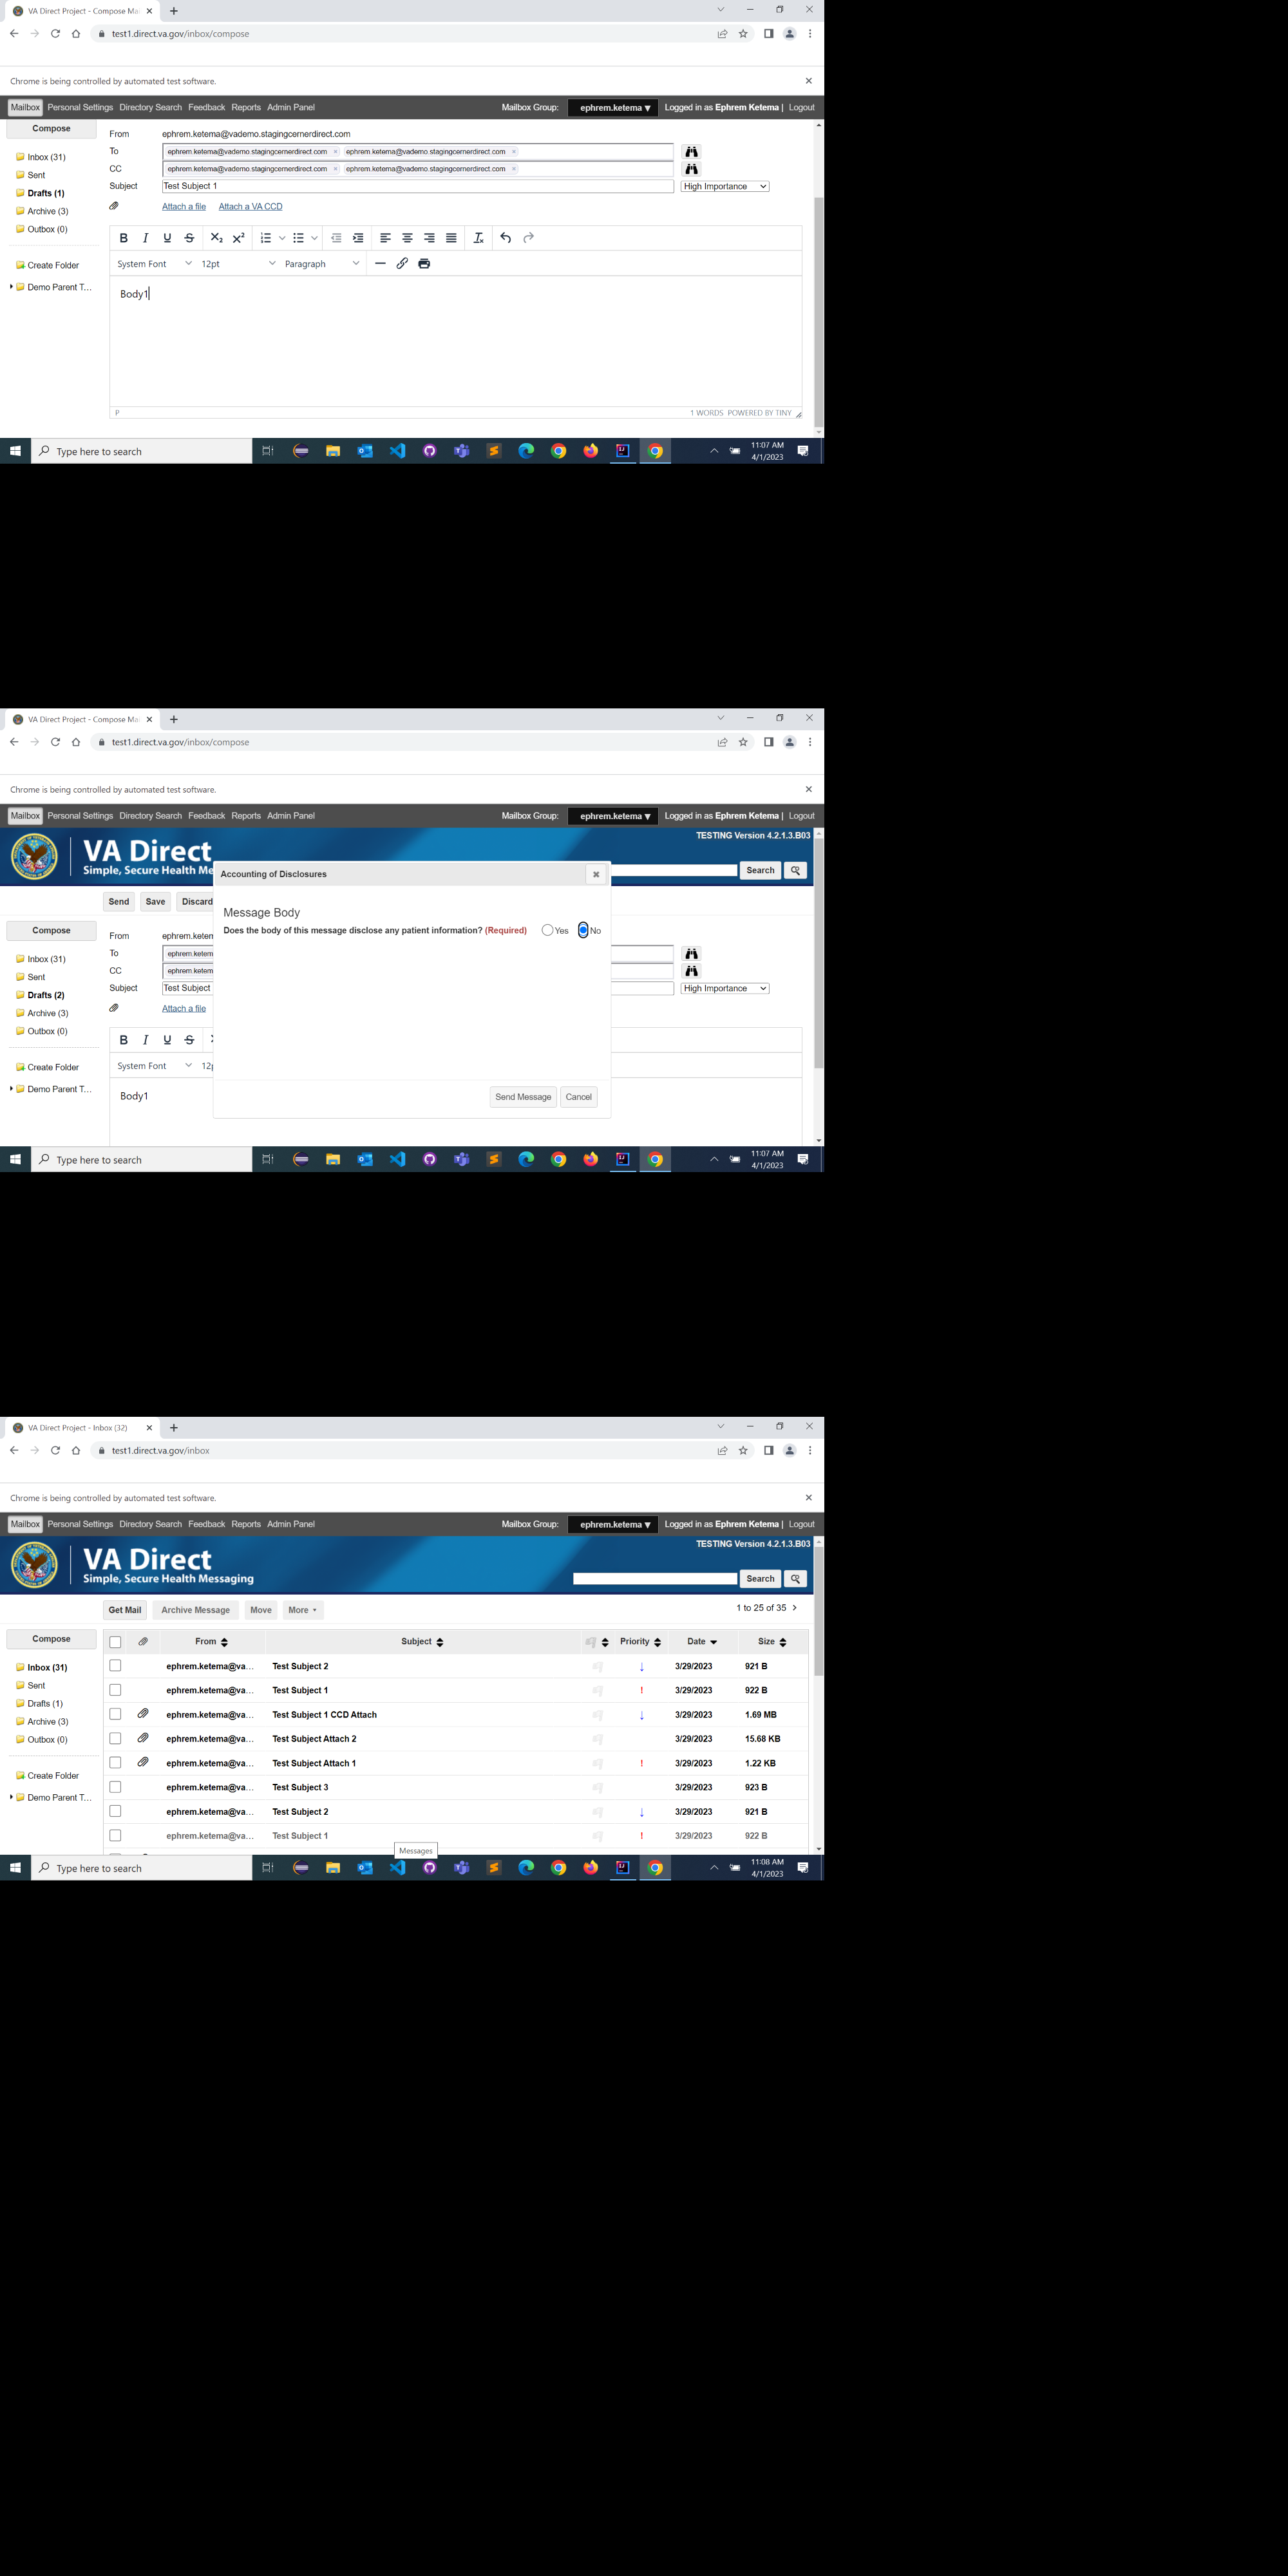 VA Direct Project - Compose Ma
test1.direct.va.gov/inbox/compose
Chrome is being controlled by automated test software.
Mailbox Personal Settings Directory Search Feedback Reports Admin Panel Mailbox Group: ephrem.ketema ▾ Logged in as Ephrem Ketema | Logout
Compose
From ephrem.ketema@vademo.stagingcernerdirect.com
To ephrem.ketema@vademo.stagingcernerdirect.com × ephrem.ketema@vademo.stagingcernerdirect.com ×
Inbox (31)
CC ephrem.ketema@vademo.stagingcernerdirect.com × ephrem.ketema@vademo.stagingcernerdirect.com ×
Sent
Subject Test Subject 1 High Importance
Drafts (1)
Attach a file Attach a VA CCD
Archive (3)
Outbox (0)
B I U S X₂ X²
Create Folder
System Font 12pt Paragraph
Demo Parent T...
Body1
P 1 WORDS POWERED BY TINY
Type here to search
11:07 AM
4/1/2023
VA Direct Project - Compose Ma
test1.direct.va.gov/inbox/compose
Chrome is being controlled by automated test software.
Mailbox Personal Settings Directory Search Feedback Reports Admin Panel Mailbox Group: ephrem.ketema ▾ Logged in as Ephrem Ketema | Logout
TESTING Version 4.2.1.3.B03
VA Direct
Simple, Secure Health Me
Search
Accounting of Disclosures
Send Save Discard
Message Body
Does the body of this message disclose any patient information? (Required) Yes No
Compose
From ephrem.keten
To ephrem.ketem
Inbox (31)
CC ephrem.ketem
Sent
Subject Test Subject High Importance
Drafts (2)
Attach a file
Archive (3)
Outbox (0)
B I U S
Create Folder
System Font 12p
Demo Parent T...
Body1
Send Message Cancel
Type here to search
11:07 AM
4/1/2023
VA Direct Project - Inbox (32)
test1.direct.va.gov/inbox
Chrome is being controlled by automated test software.
Mailbox Personal Settings Directory Search Feedback Reports Admin Panel Mailbox Group: ephrem.ketema ▾ Logged in as Ephrem Ketema | Logout
TESTING Version 4.2.1.3.B03
VA Direct
Simple, Secure Health Messaging
Search
Get Mail Archive Message Move More 1 to 25 of 35 >
Compose
From Subject Priority Date Size
Inbox (31)
Sent
Drafts (1)
Archive (3)
Outbox (0)
Create Folder
Demo Parent T...
ephrem.ketema@va... Test Subject 2 ↓ 3/29/2023 921 B
ephrem.ketema@va... Test Subject 1 ! 3/29/2023 922 B
ephrem.ketema@va... Test Subject 1 CCD Attach ↓ 3/29/2023 1.69 MB
ephrem.ketema@va... Test Subject Attach 2 3/29/2023 15.68 KB
ephrem.ketema@va... Test Subject Attach 1 ! 3/29/2023 1.22 KB
ephrem.ketema@va... Test Subject 3 3/29/2023 923 B
ephrem.ketema@va... Test Subject 2 ↓ 3/29/2023 921 B
ephrem.ketema@va... Test Subject 1 ! 3/29/2023 922 B
Messages
Type here to search
11:08 AM
4/1/2023